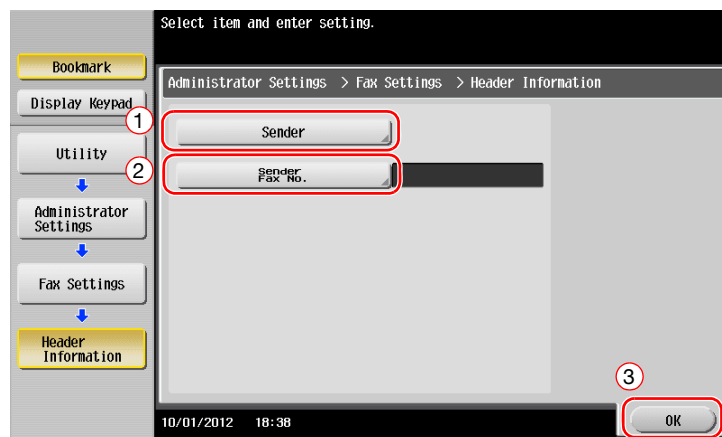 Select item and enter setting.
Bookmark
Display Keypad
Administrator Settings > Fax Settings > Header Information
1
Sender
2
Sender
Fax No.
Utility
Administrator
Settings
Fax Settings
Header
Information
3
10/01/2012 18:38
OK